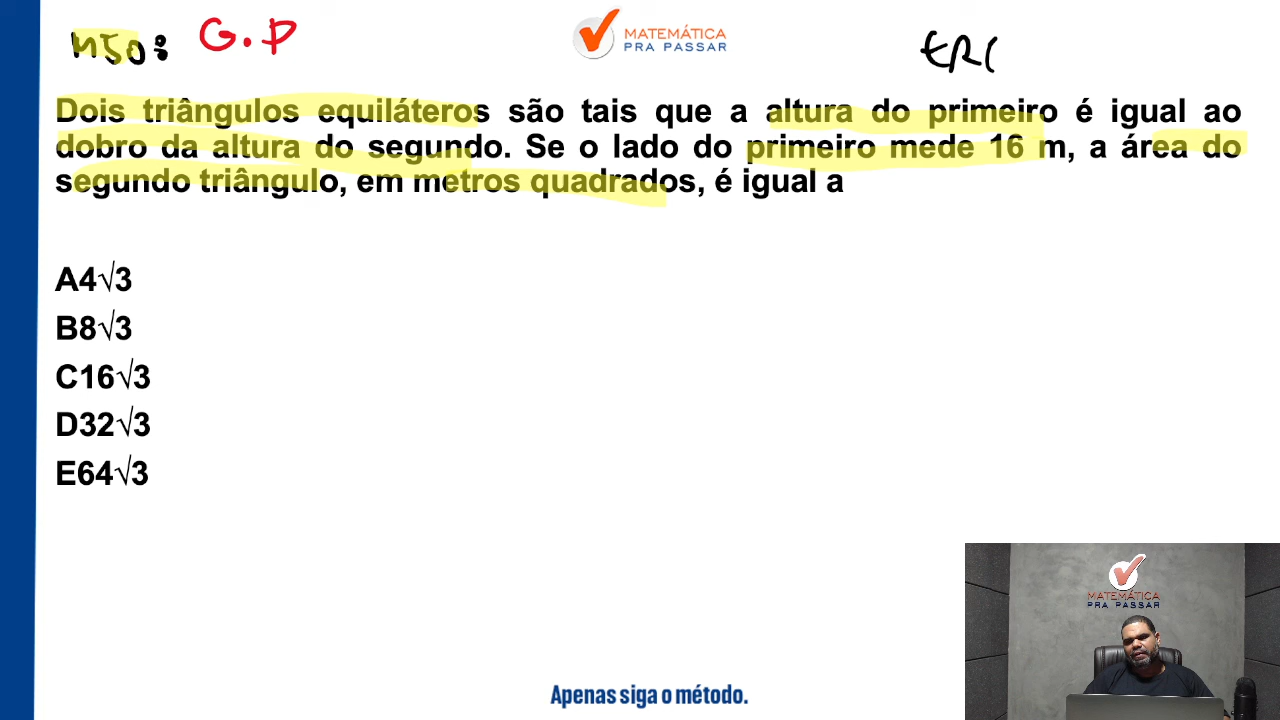 M50: G.P
MATEMÁTICA
PRA PASSAR
Dois triângulos equiláteros são tais que a altura do primeiro é igual ao
dobro da altura do segundo. Se o lado do primeiro mede 16 m, a área do
segundo triângulo, em metros quadrados, é igual a
A4√3
B8√3
C16√3
D32√3
E64√3
MATEMÁTICA
PRA PASSAR
Apenas siga o método.